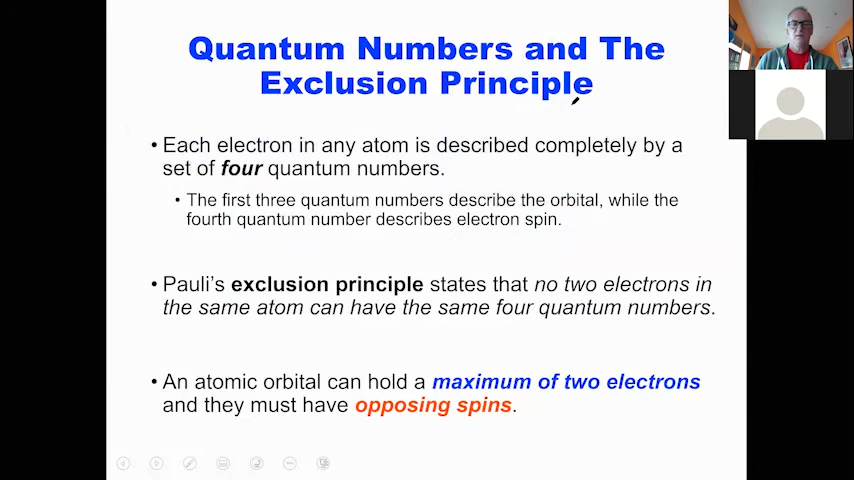 Quantum Numbers and The
Exclusion Principle
• Each electron in any atom is described completely by a
set of four quantum numbers.
• The first three quantum numbers describe the orbital, while the
fourth quantum number describes electron spin.
• Pauli's exclusion principle states that no two electrons in
the same atom can have the same four quantum numbers.
• An atomic orbital can hold a maximum of two electrons
and they must have opposing spins.